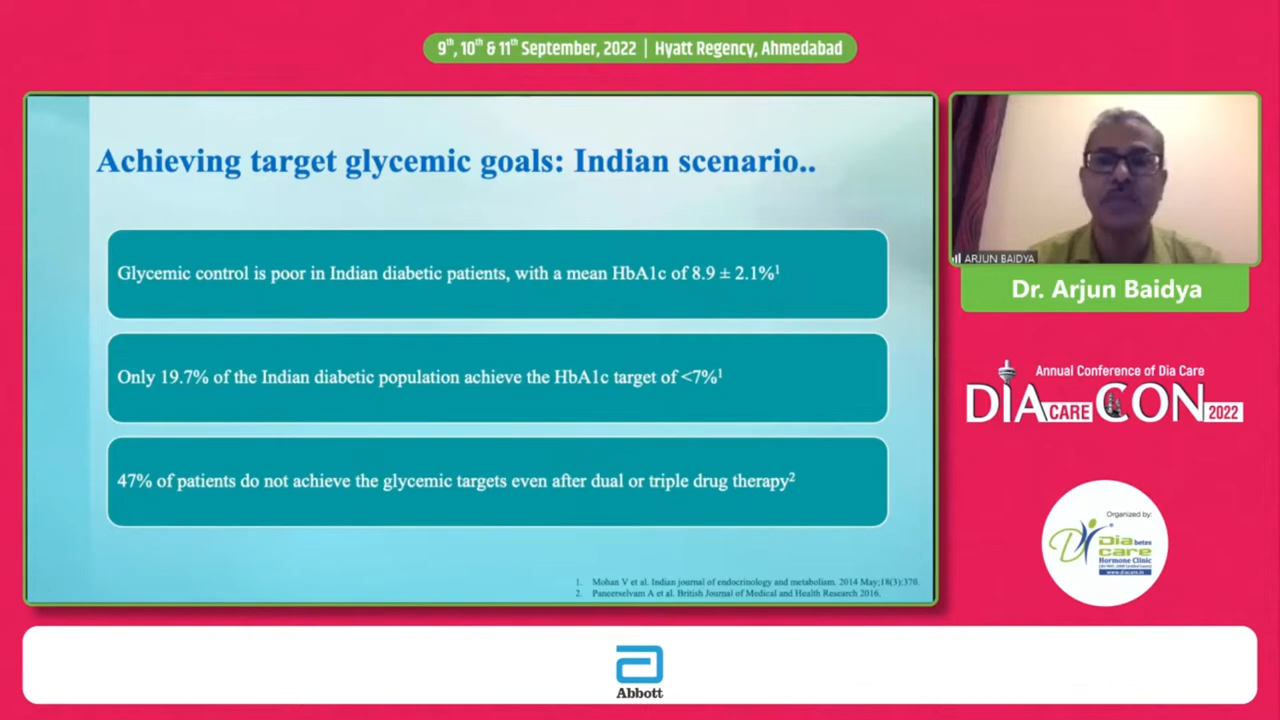 9th, 10th & 11th September, 2022 | Hyatt Regency, Ahmedabad
Achieving target glycemic goals: Indian scenario..
Glycemic control is poor in Indian diabetic patients, with a mean HbA1c of 8.9 ± 2.1%1
Only 19.7% of the Indian diabetic population achieve the HbA1c target of <7%1
47% of patients do not achieve the glycemic targets even after dual or triple drug therapy2
1. Mohan V et al. Indian journal of endocrinology and metabolism. 2014 May;18(3):370.
2. Paneerselvam A et al. British Journal of Medical and Health Research 2016.
ARJUN BAIDYA
Dr. Arjun Baidya
Annual Conference of Dia Care
DIA CARE CON 2022
Organized by:
Diabetes
care
Hormone Clinic
www.diacare.in
a
Abbott